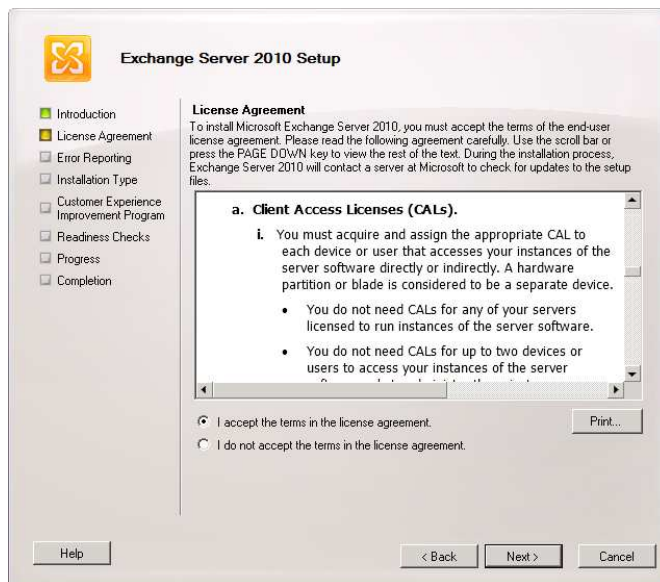 Exchange Server 2010 Setup
Introduction
License Agreement
Error Reporting
Installation Type
Customer Experience
Improvement Program
Readiness Checks
Progress
Completion
License Agreement
To install Microsoft Exchange Server 2010, you must accept the terms of the end-user
license agreement. Please read the following agreement carefully. Use the scroll bar or
press the PAGE DOWN key to view the rest of the text. During the installation process,
Exchange Server 2010 will contact a server at Microsoft to check for updates to the setup
files.
a. Client Access Licenses (CALs).
i. You must acquire and assign the appropriate CAL to
each device or user that accesses your instances of the
server software directly or indirectly. A hardware
partition or blade is considered to be a separate device.
• You do not need CALs for any of your servers
licensed to run instances of the server software.
• You do not need CALs for up to two devices or
users to access your instances of the server
I accept the terms in the license agreement.
Print...
I do not accept the terms in the license agreement.
Help
< Back
Next >
Cancel